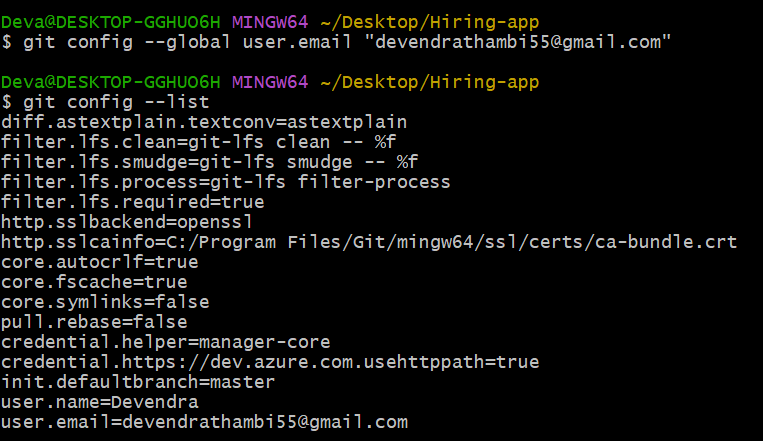 Deva@DESKTOP-GGHUO6H MINGW64 ~/Desktop/Hiring-app
$ git config --global user.email "devendrathambi55@gmail.com"
Deva@DESKTOP-GGHUO6H MINGW64 ~/Desktop/Hiring-app
$ git config --list
diff.astextplain.textconv=astextplain
filter.lfs.clean=git-lfs clean -- %f
filter.lfs.smudge=git-lfs smudge -- %f
filter.lfs.process=git-lfs filter-process
filter.lfs.required=true
http.sslbackend=openssl
http.sslcainfo=C:/Program Files/Git/mingw64/ssl/certs/ca-bundle.crt
core.autocrlf=true
core.fscache=true
core.symlinks=false
pull.rebase=false
credential.helper=manager-core
credential.https://dev.azure.com.usehttppath=true
init.defaultbranch=master
user.name=Devendra
user.email=devendrathambi55@gmail.com